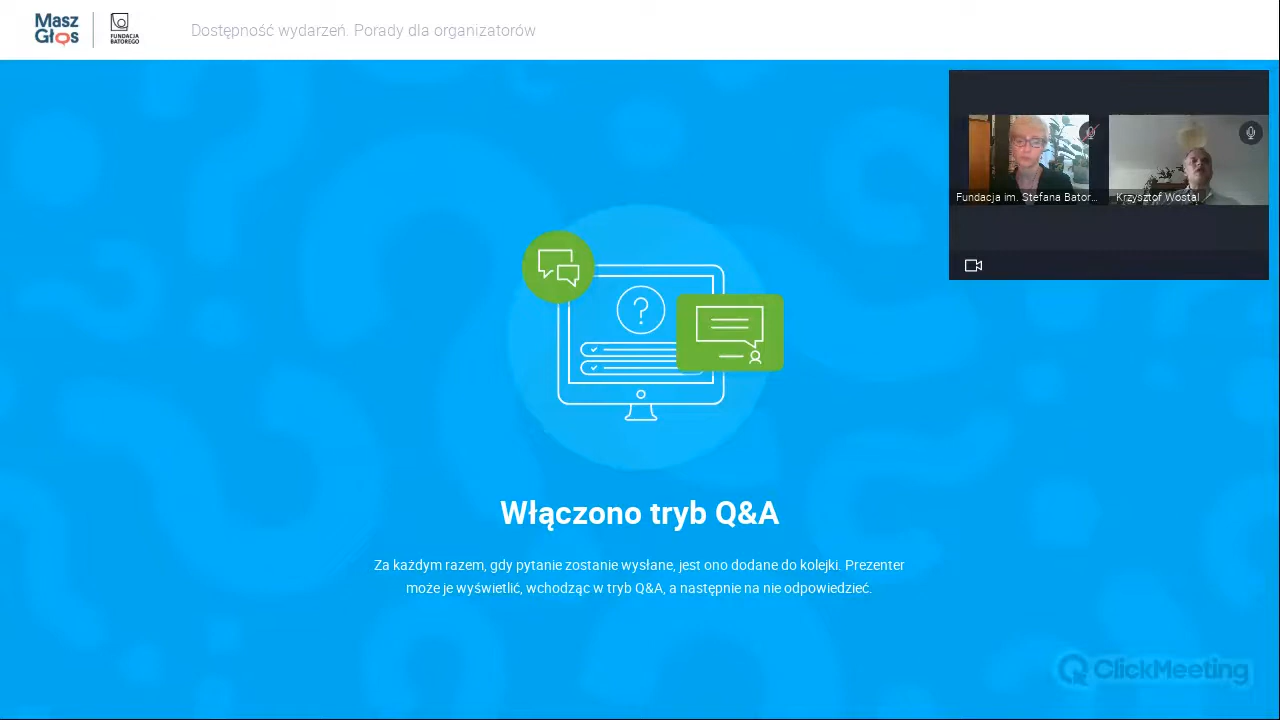 Masz
Głos
FUNDACJA
BATOREGO
Dostępność wydarzeń. Porady dla organizatorów
Fundacja im. Stefana Bator...
Krzysztof Wostal
?
Włączono tryb Q&A
Za każdym razem, gdy pytanie zostanie wysłane, jest ono dodane do kolejki. Prezenter
może je wyświetlić, wchodząc w tryb Q&A, a następnie na nie odpowiedzieć.
ClickMeeting